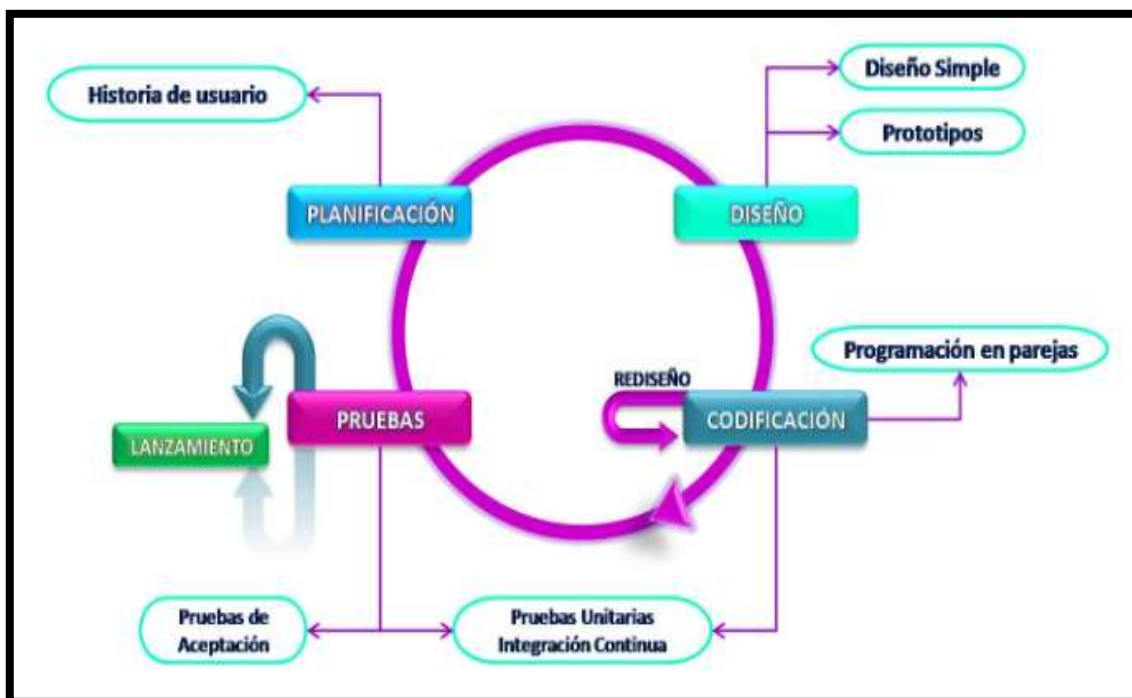 Historia de usuario
Diseño Simple
Prototipos
PLANIFICACIÓN
DISEÑO
Programación en parejas
REDISEÑO
PRUEBAS
CODIFICACIÓN
LANZAMIENTO
Pruebas de
Aceptación
Pruebas Unitarias
Integración Continua